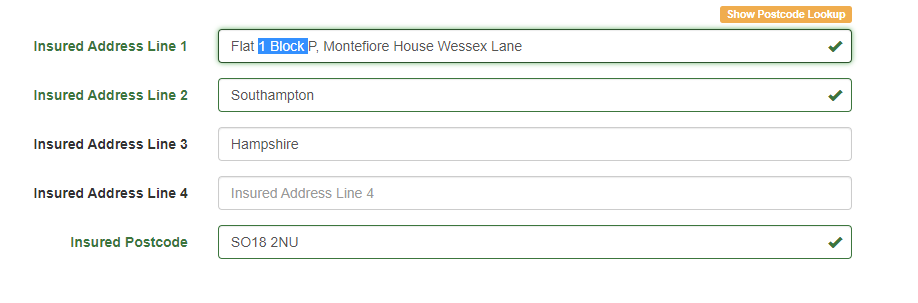 Show Postcode Lookup
Insured Address Line 1 Flat 1 Block P, Montefiore House Wessex Lane
Insured Address Line 2 Southampton
Insured Address Line 3 Hampshire
Insured Address Line 4 Insured Address Line 4
Insured Postcode SO18 2NU